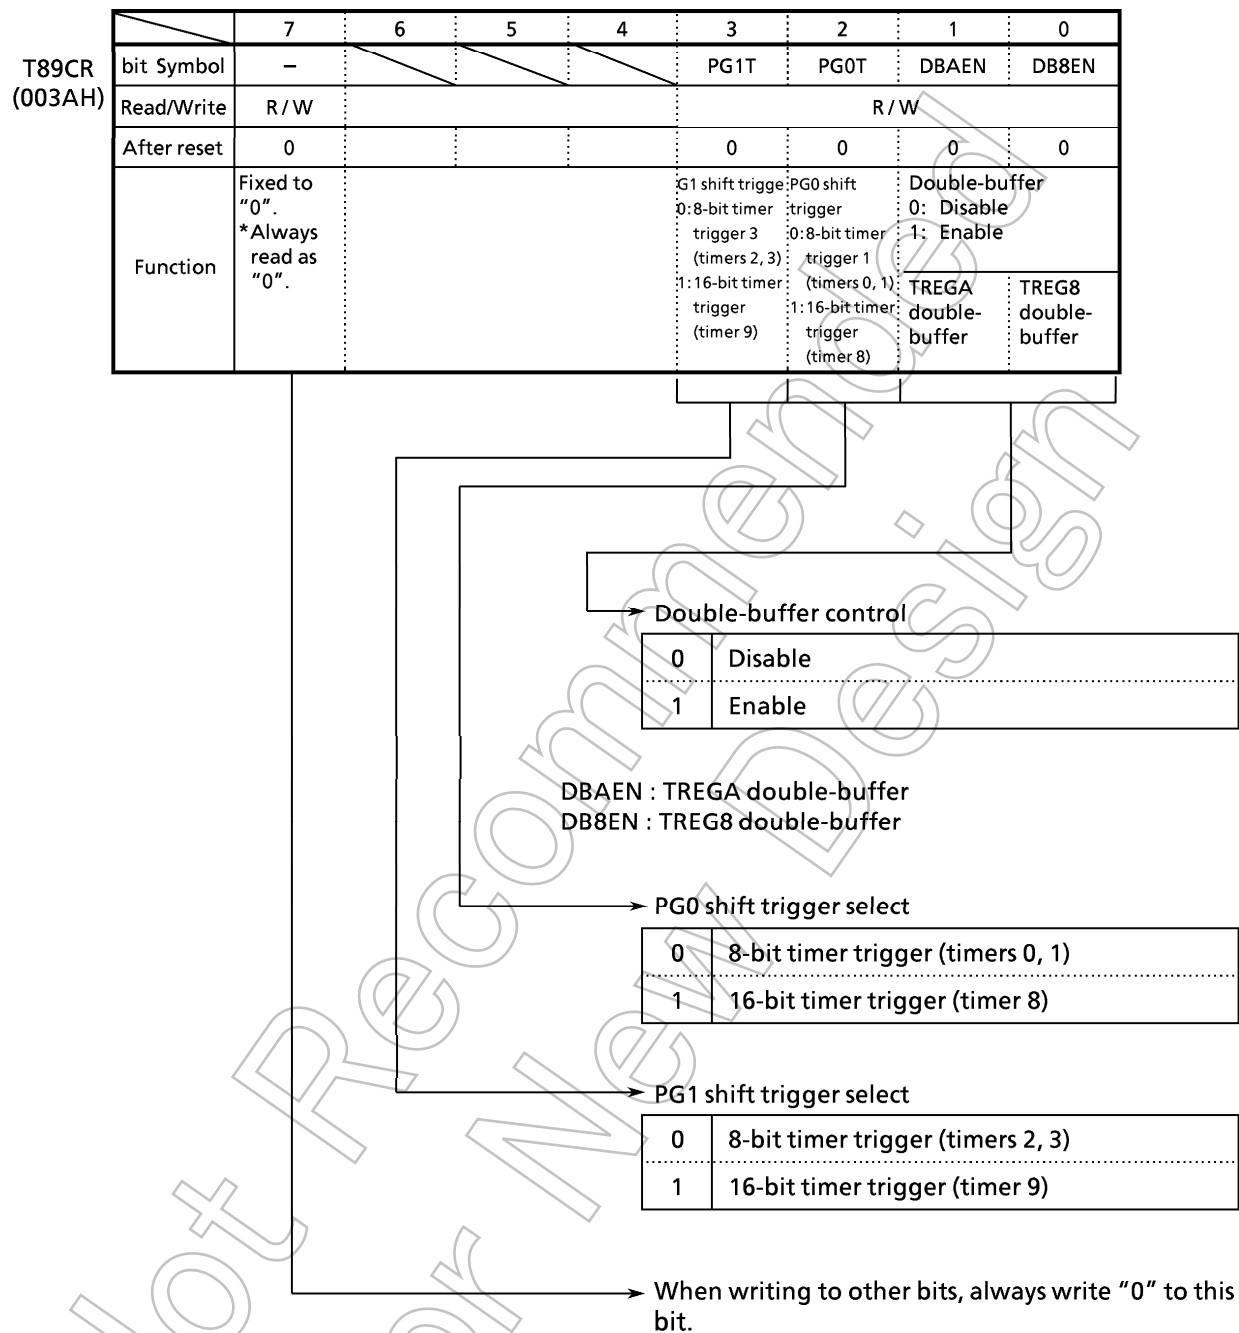 7 6 5 4 3 2 1 0
T89CR
(003AH)
bit Symbol – PG1T PG0T DBAEN DB8EN
Read/Write R/W R/W
After reset 0 0 0 0 0
Function
Fixed to
“0”.
*Always
read as
“0”.
G1 shift trigge
0:8-bit timer
trigger 3
(timers 2, 3)
1:16-bit timer
trigger
(timer 9)
PG0 shift
trigger
0:8-bit timer
trigger 1
(timers 0, 1)
1:16-bit timer
trigger
(timer 8)
Double-buffer
0: Disable
1: Enable
TREGA
double-
buffer
TREG8
double-
buffer
Double-buffer control
0 Disable
1 Enable
DBAEN : TREGA double-buffer
DB8EN : TREG8 double-buffer
PG0 shift trigger select
0 8-bit timer trigger (timers 0, 1)
1 16-bit timer trigger (timer 8)
PG1 shift trigger select
0 8-bit timer trigger (timers 2, 3)
1 16-bit timer trigger (timer 9)
When writing to other bits, always write “0” to this
bit.
Not Recommended
for New Design